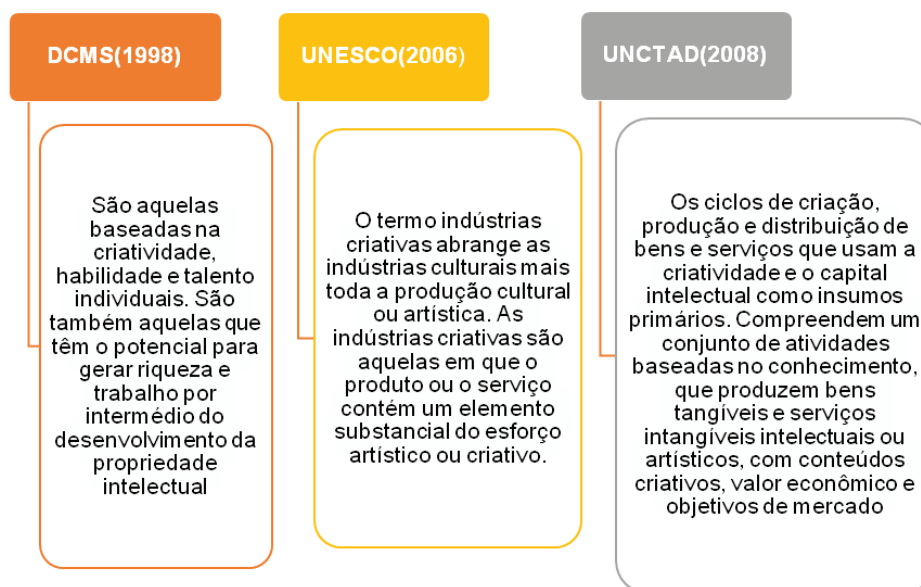 DCMS(1998)
São aquelas
baseadas na
criatividade,
habilidade e talento
individuais. São
também aquelas que
têm o potencial para
gerar riqueza e
trabalho por
intermédio do
desenvolvimento da
propriedade
intelectual
UNESCO(2006)
O termo indústrias
criativas abrange as
indústrias culturais mais
toda a produção cultural
ou artística. As
indústrias criativas são
aquelas em que o
produto ou o serviço
contém um elemento
substancial do esforço
artístico ou criativo.
UNCTAD(2008)
Os ciclos de criação,
produção e distribuição de
bens e serviços que usam a
criatividade e o capital
intelectual como insumos
primários. Compreendem um
conjunto de atividades
baseadas no conhecimento,
que produzem bens
tangíveis e serviços
intangíveis intelectuais ou
artísticos, com conteúdos
criativos, valor econômico e
objetivos de mercado